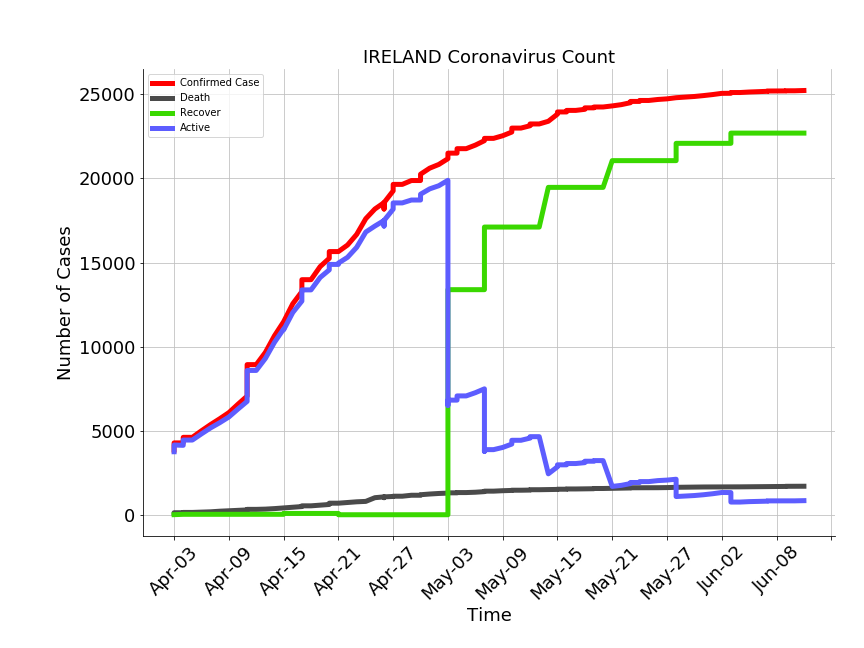 IRELAND Coronavirus Count
Confirmed Case
Death
Recover
Active
Number of Cases
25000
20000
15000
10000
5000
0
Apr-03
Apr-09
Apr-15
Apr-21
Apr-27
May-03
May-09
May-15
May-21
May-27
Jun-02
Jun-08
Time